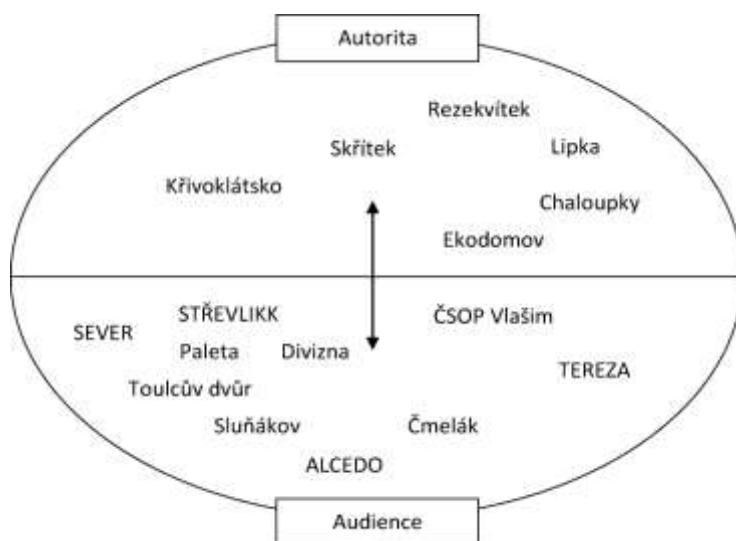 Autorita
Rezekvítek
Skřítek
Lipka
Křivoklátsko
Chaloupky
Ekodomov
STŘEVLIKK
ČSOP Vlašim
SEVER
Paleta
Divizna
TEREZA
Toulcův dvůr
Sluňákov
Čmelák
ALCEDO
Audience